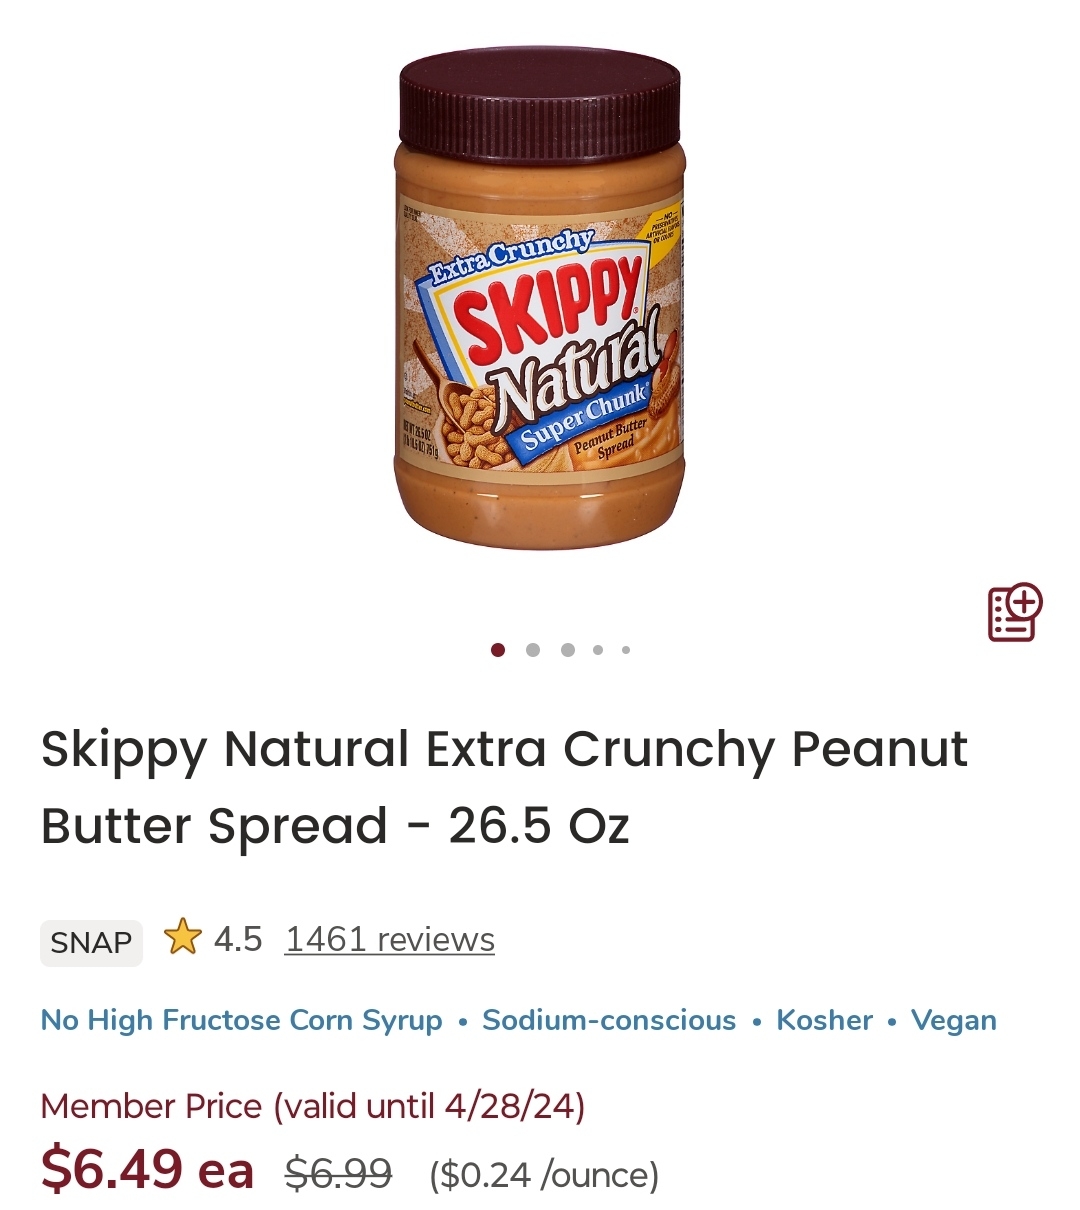 Extra Crunchy
SKIPPY
Natural
Super Chunk
Peanut Butter
Spread
Skippy Natural Extra Crunchy Peanut
Butter Spread - 26.5 Oz
SNAP 4.5 1461 reviews
No High Fructose Corn Syrup • Sodium-conscious • Kosher • Vegan
Member Price (valid until 4/28/24)
$6.49 ea $6.99 ($0.24 /ounce)